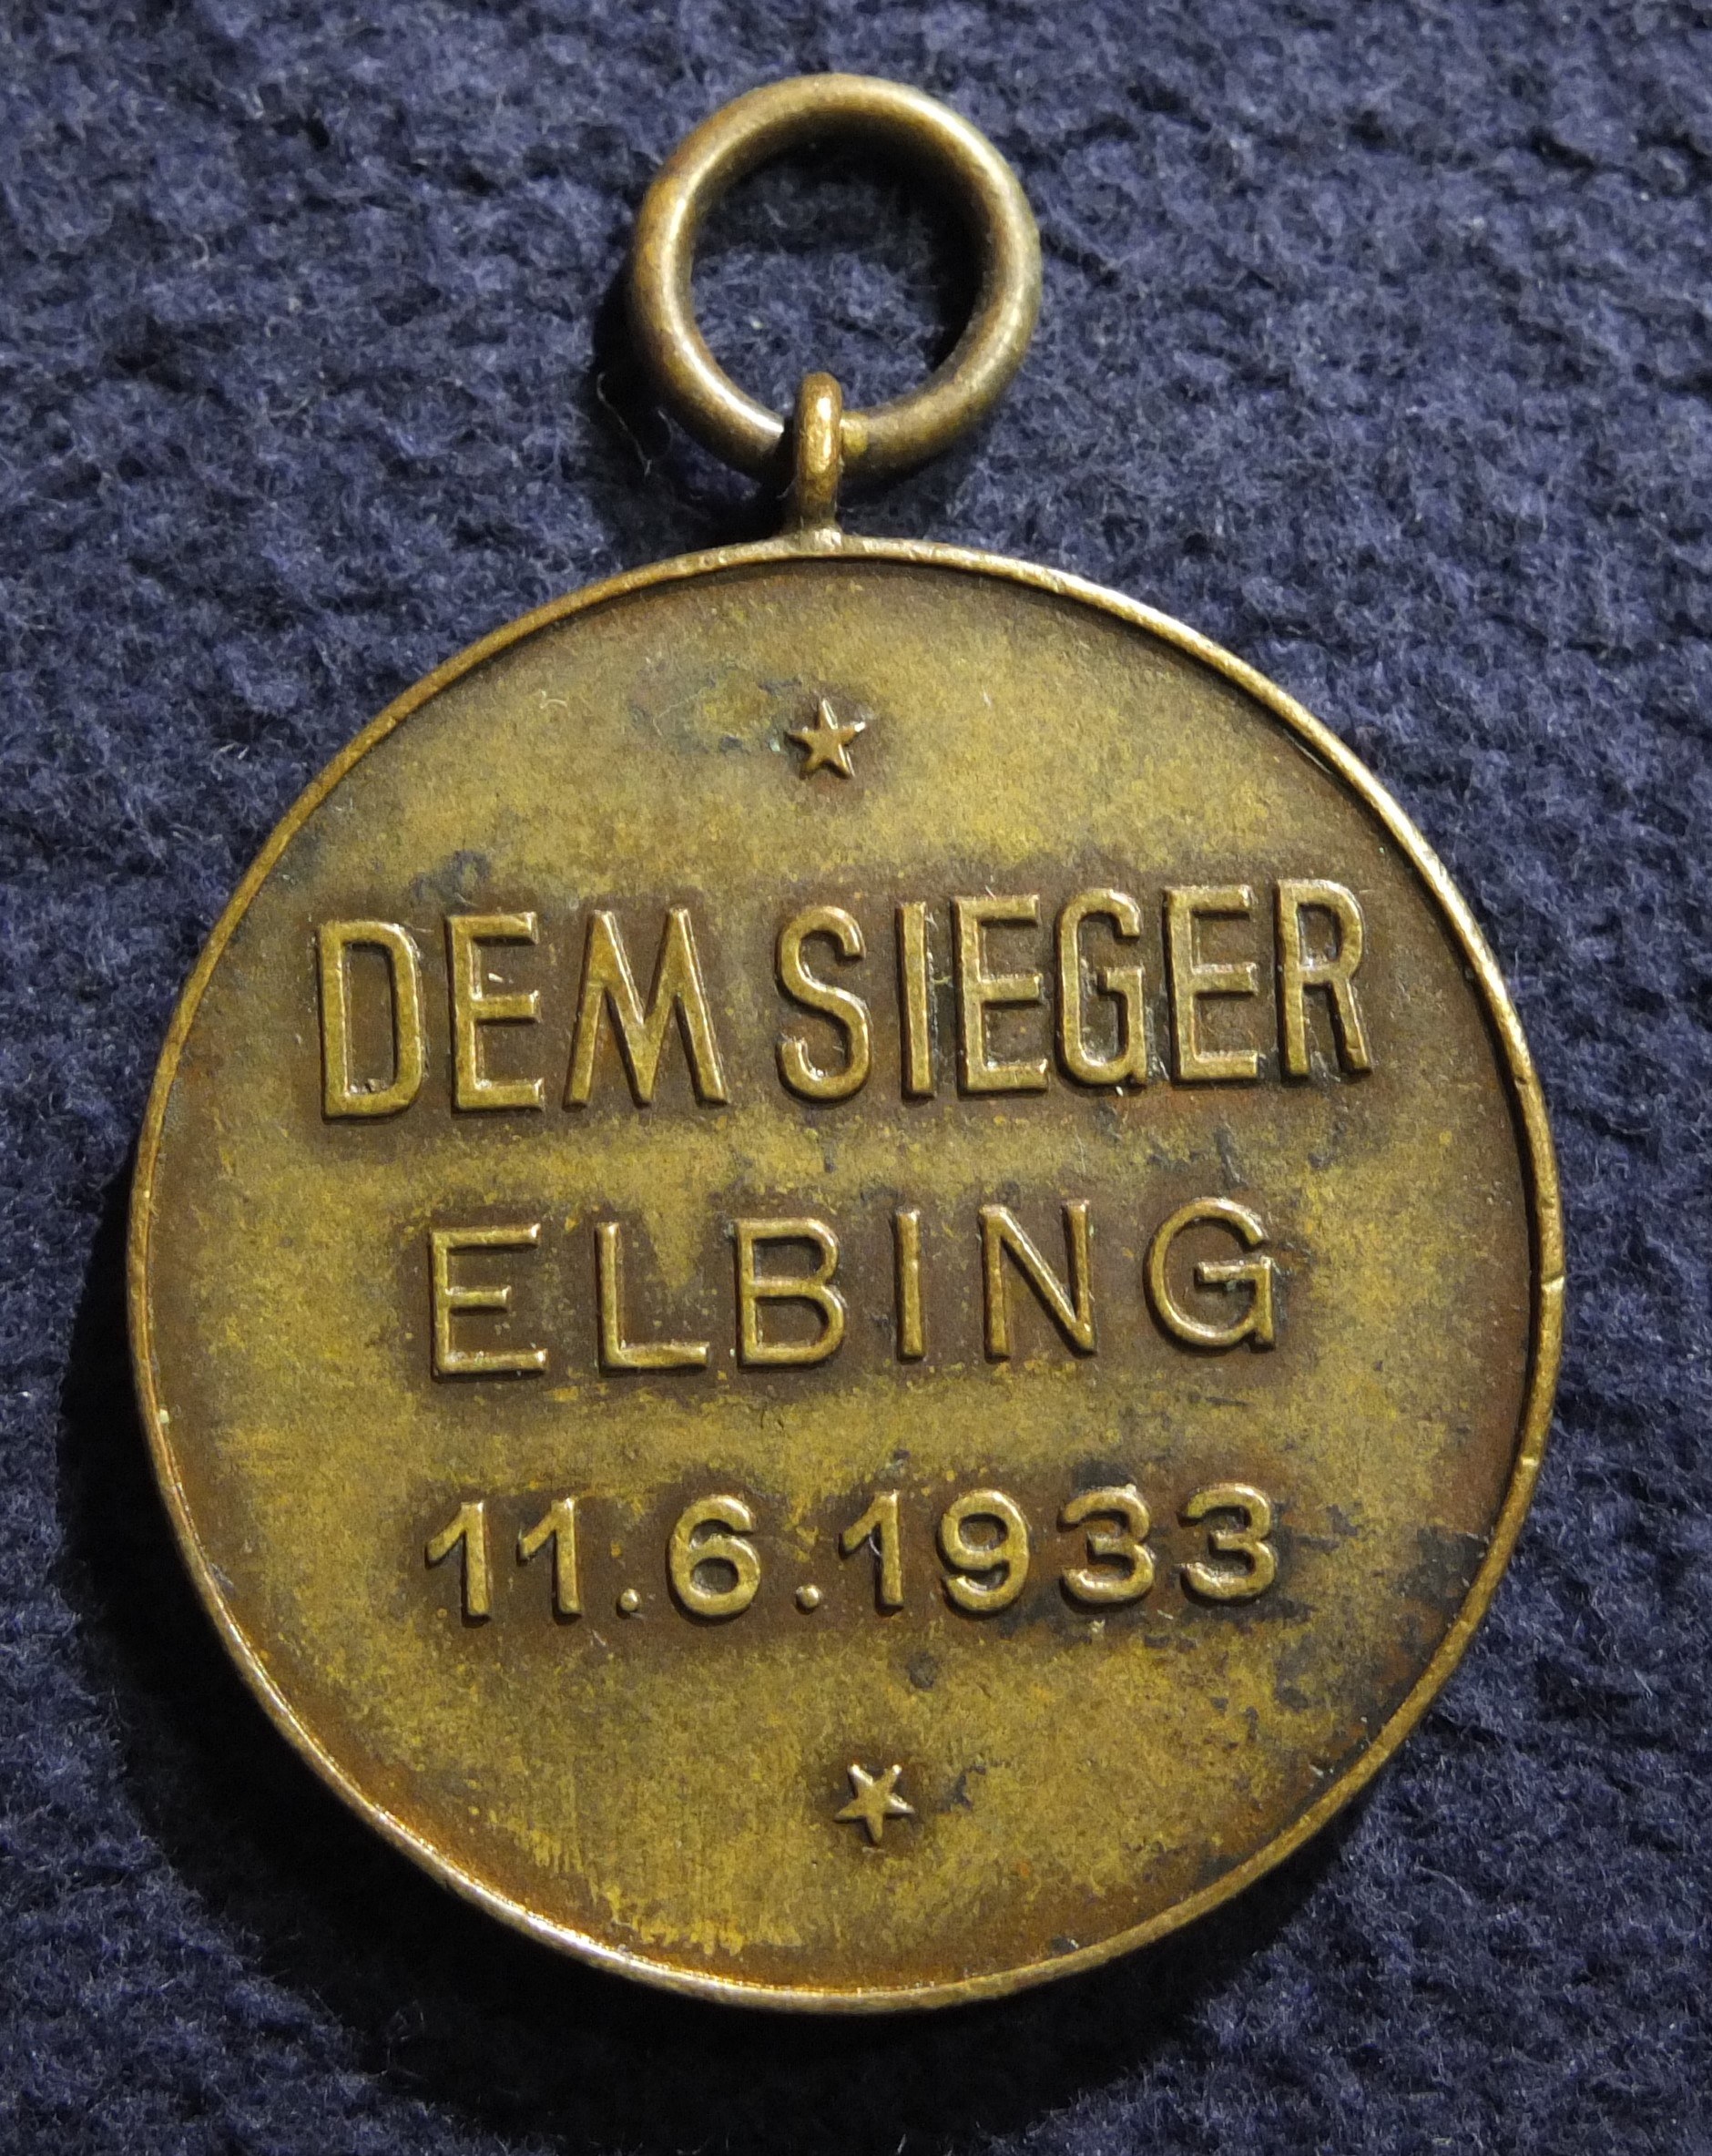 DEM SIEGER
ELBING
11.6.1933